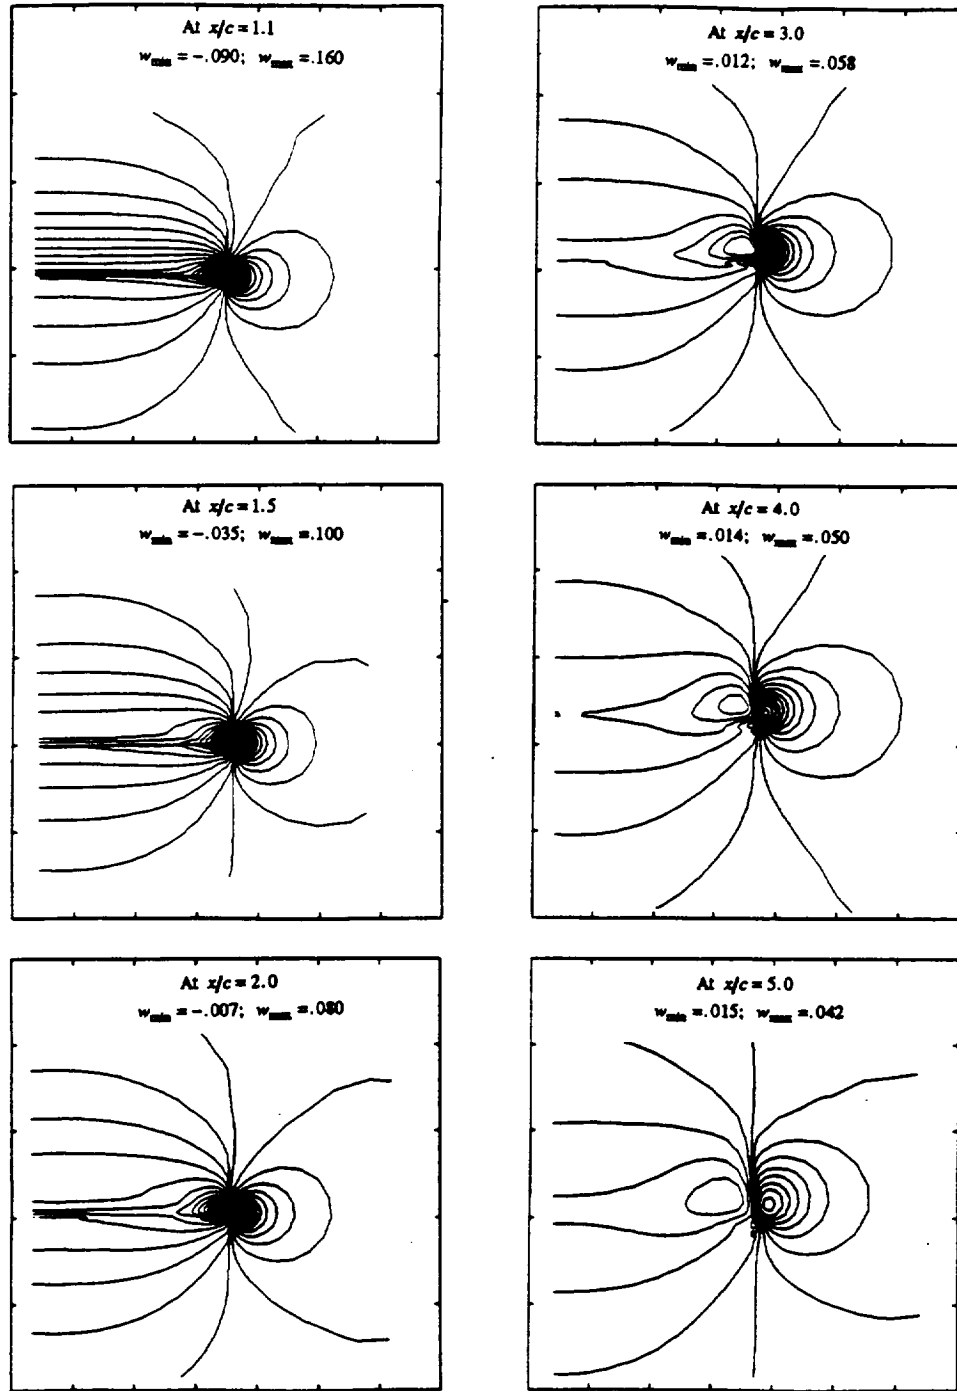 At x/c = 1.1
w_min = -.090; w_max = .160
At x/c = 3.0
w_min = .012; w_max = .058
At x/c = 1.5
w_min = -.035; w_max = .100
At x/c = 4.0
w_min = .014; w_max = .050
At x/c = 2.0
w_min = -.007; w_max = .080
At x/c = 5.0
w_min = .015; w_max = .042